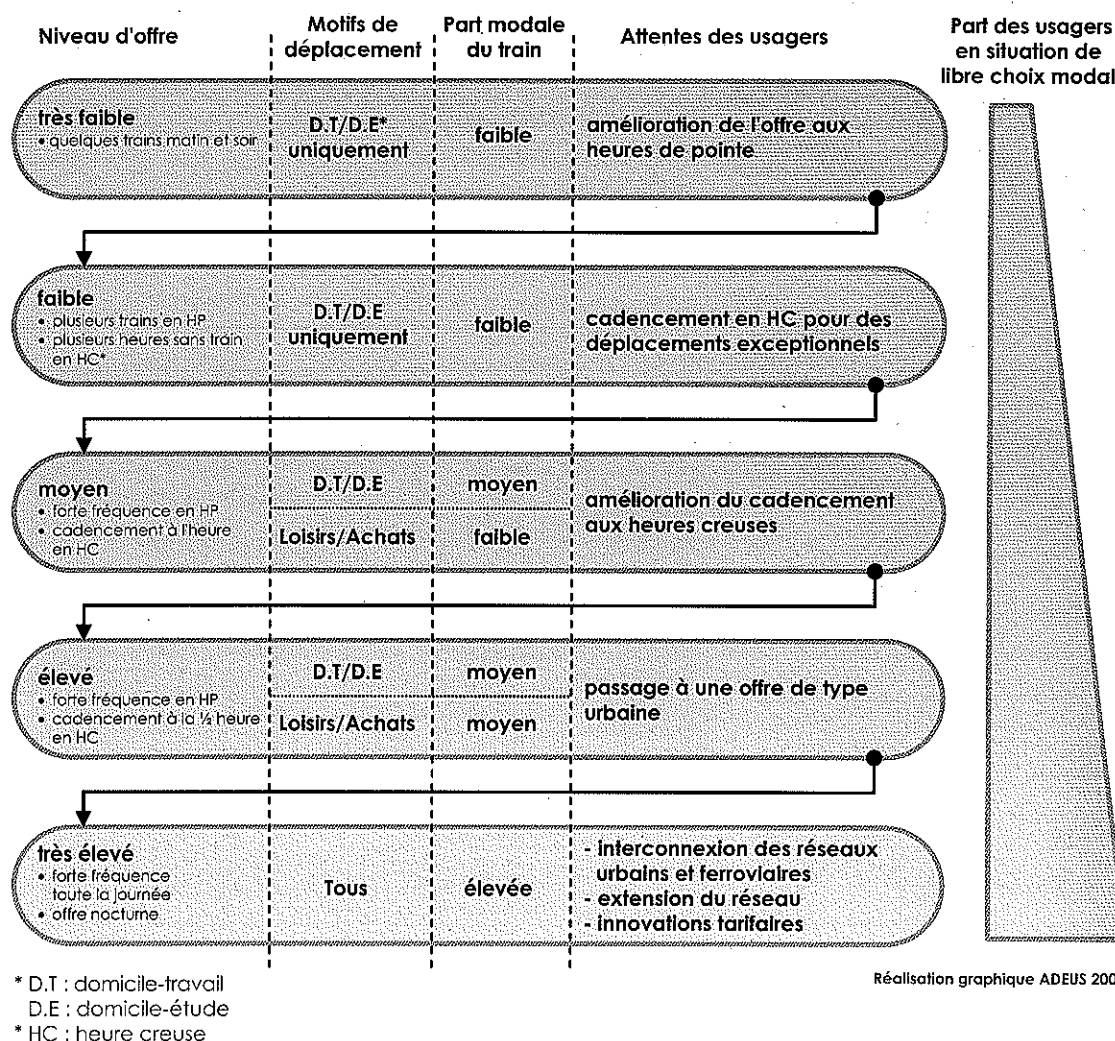 Niveau d'offre
Motifs de
déplacement
Part modale
du train
Attentes des usagers
Part des usagers
en situation de
libre choix modal
très faible
• quelques trains matin et soir
D.T/D.E*
uniquement
faible
amélioration de l'offre aux
heures de pointe
faible
• plusieurs trains en HP
• plusieurs heures sans train
en HC*
D.T/D.E
uniquement
faible
cadencement en HC pour des
déplacements exceptionnels
moyen
• forte fréquence en HP
• cadencement à l'heure
en HC
D.T/D.E
moyen
Loisirs/Achats
faible
amélioration du cadencement
aux heures creuses
élevé
• forte fréquence en HP
• cadencement à la ½ heure
en HC
D.T/D.E
moyen
Loisirs/Achats
moyen
passage à une offre de type
urbaine
très élevé
• forte fréquence
toute la journée
• offre nocturne
Tous
élevée
- interconnexion des réseaux
urbains et ferroviaires
- extension du réseau
- innovations tarifaires
* D.T : domicile-travail
D.E : domicile-étude
* HC : heure creuse
Réalisation graphique ADEUS 200